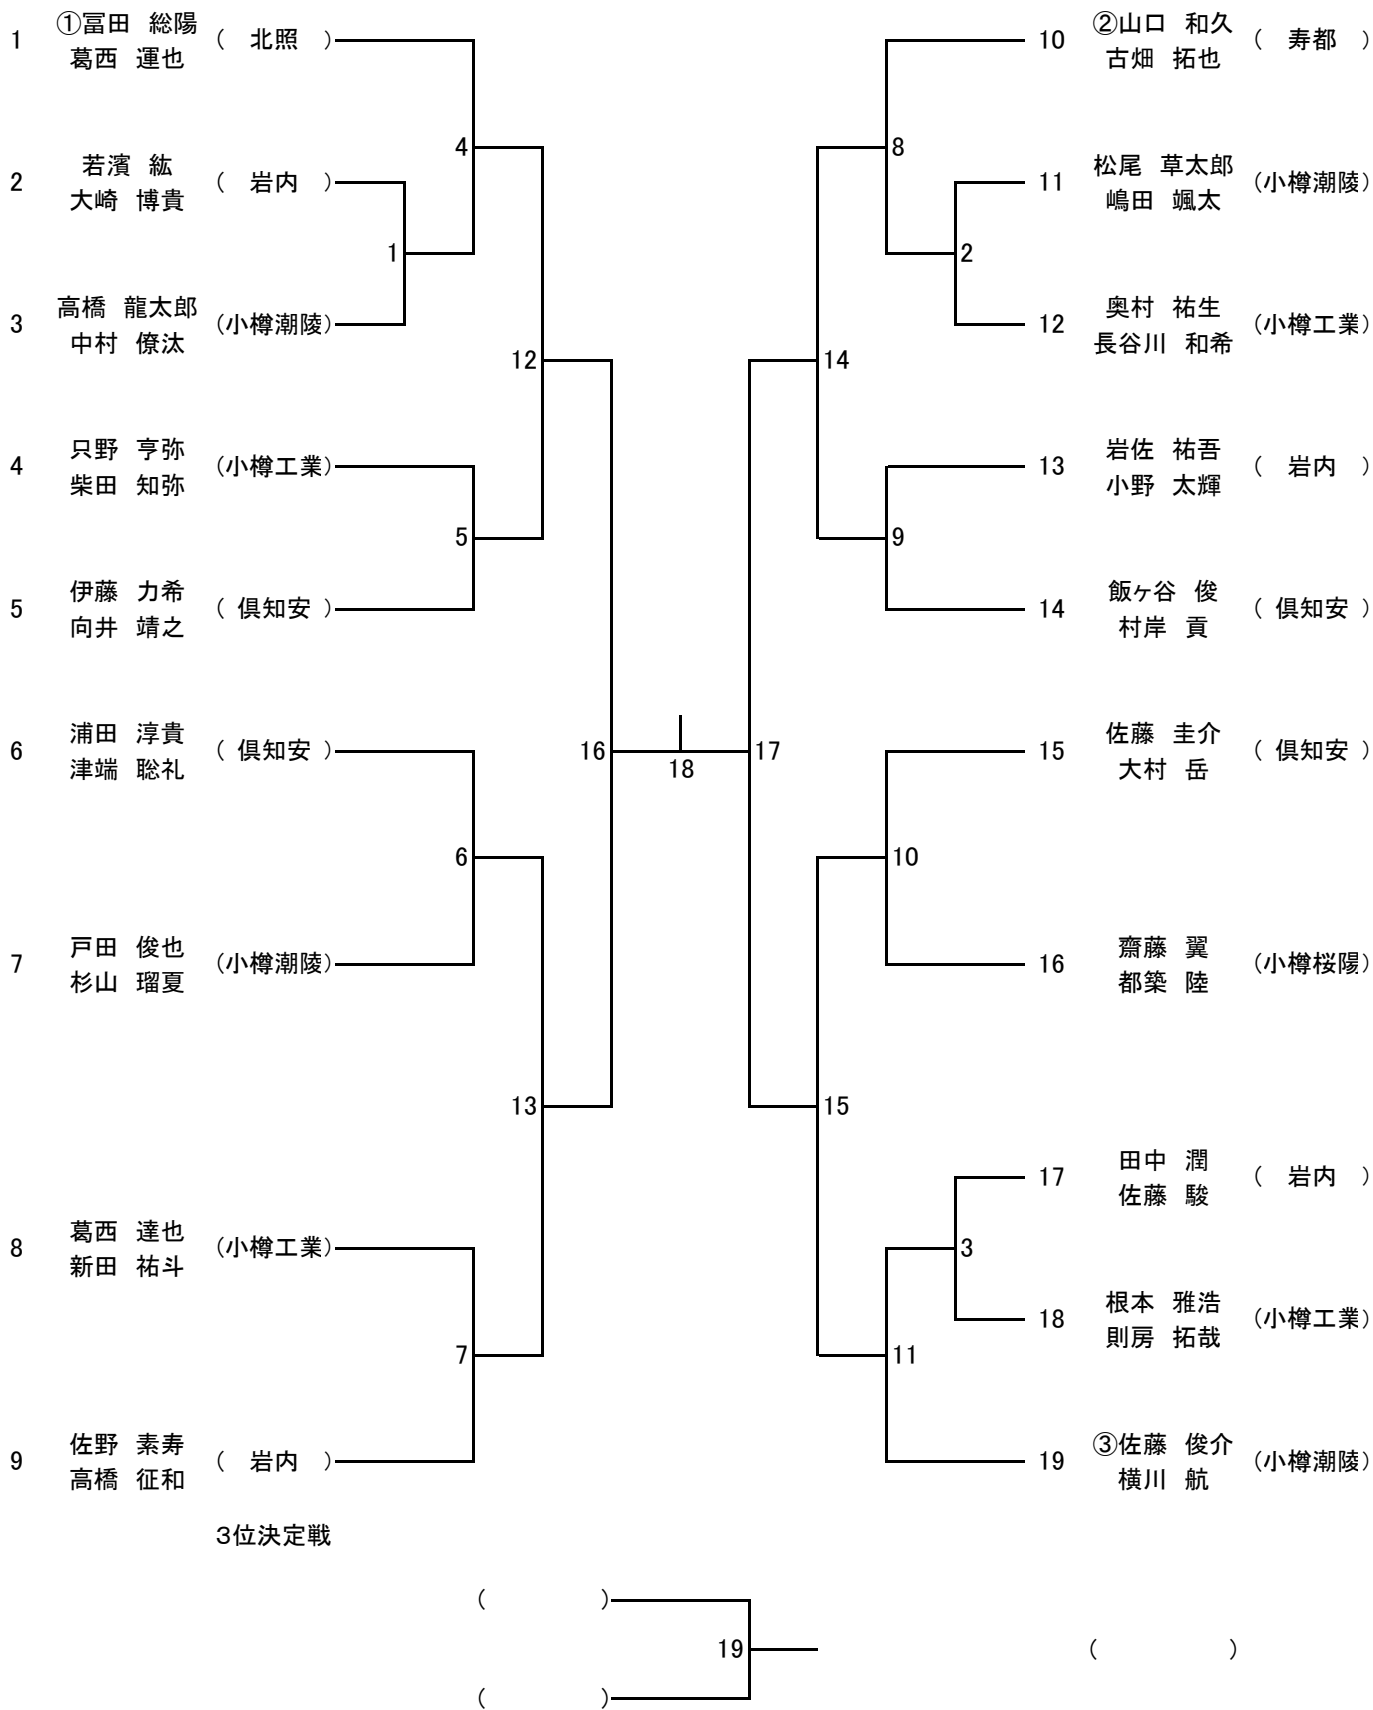 1 ①冨田 総陽 ( 北照 )
葛西 運也
2 若濱 紘 ( 岩内 )
大崎 博貴
3 高橋 龍太郎 (小樽潮陵)
中村 僚汰
4 只野 亨弥 (小樽工業)
柴田 知弥
5 伊藤 力希 ( 倶知安 )
向井 靖之
6 浦田 淳貴 ( 倶知安 )
津端 聡礼
7 戸田 俊也 (小樽潮陵)
杉山 瑠夏
8 葛西 達也 (小樽工業)
新田 祐斗
9 佐野 素寿 ( 岩内 )
高橋 征和
4
1
12
5
16
6
13
7
18
17
8
2
14
9
10
15
3
11
10 ②山口 和久 ( 寿都 )
古畑 拓也
11 松尾 草太郎 (小樽潮陵)
嶋田 颯太
12 奥村 祐生 (小樽工業)
長谷川 和希
13 岩佐 祐吾 ( 岩内 )
小野 太輝
14 飯ヶ谷 俊 ( 倶知安 )
村岸 貢
15 佐藤 圭介 ( 倶知安 )
大村 岳
16 齋藤 翼 (小樽桜陽)
都築 陸
17 田中 潤 ( 岩内 )
佐藤 駿
18 根本 雅浩 (小樽工業)
則房 拓哉
19 ③佐藤 俊介 (小樽潮陵)
横川 航
3位決定戦
( )
19 ( )
( )